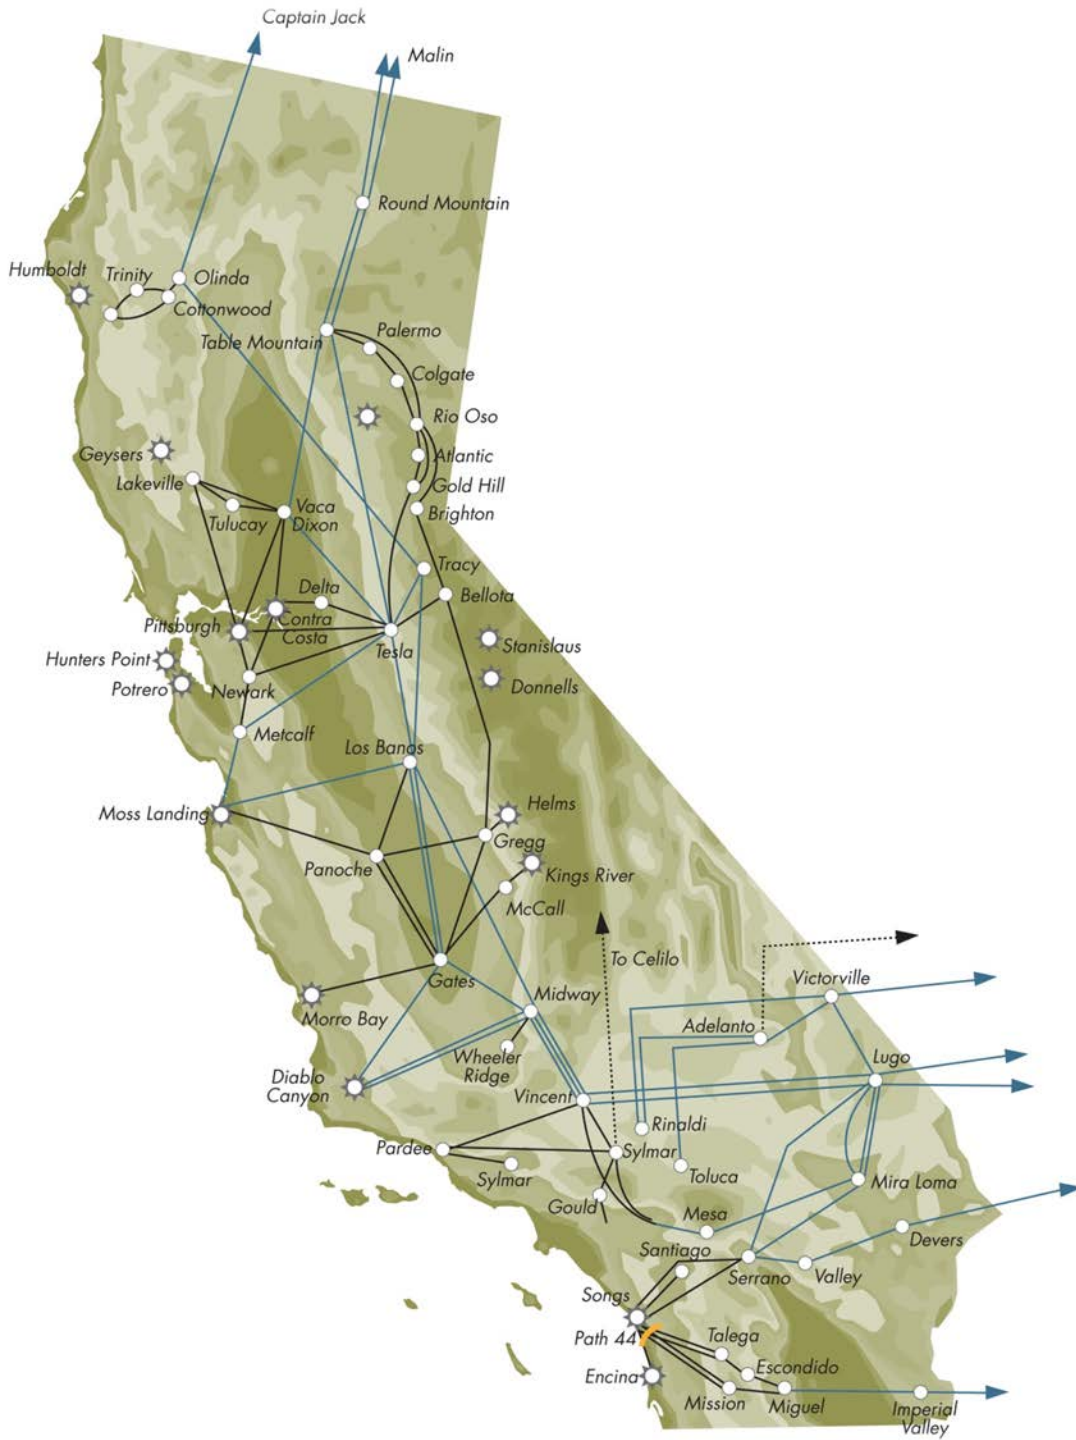 Captain Jack
Malin
Round Mountain
Humboldt
Trinity
Olinda
Cottonwood
Table Mountain
Palermo
Colgate
Rio Oso
Geysers
Atlantic
Lakeville
Gold Hill
Tulucay
Vaca
Dixon
Brighton
Tracy
Delta
Bellota
Pittsburgh
Contra
Costa
Tesla
Stanislaus
Hunters Point
Potrero
Newark
Donnells
Metcalf
Los Banos
Moss Landing
Helms
Gregg
Panoche
Kings River
McCall
To Celilo
Gates
Victorville
Midway
Morro Bay
Adelanto
Wheeler
Ridge
Lugo
Diablo
Canyon
Vincent
Rinaldi
Pardee
Sylmar
Sylmar
Toluca
Mira Loma
Gould
Mesa
Devers
Santiago
Serrano
Valley
Songs
Path 44
Talega
Encina
Escondido
Mission
Miguel
Imperial
Valley